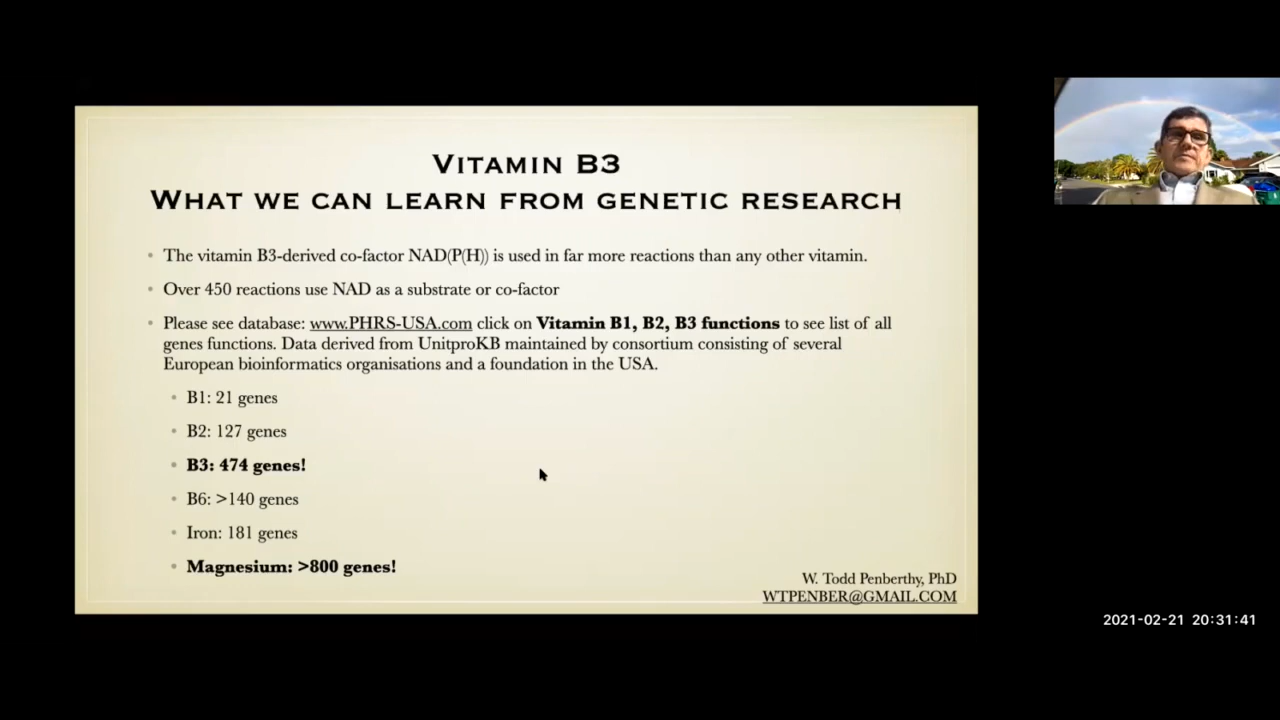 VITAMIN B3
WHAT WE CAN LEARN FROM GENETIC RESEARCH
• The vitamin B3-derived co-factor NAD(P(H)) is used in far more reactions than any other vitamin.
• Over 450 reactions use NAD as a substrate or co-factor
• Please see database: www.PHRS-USA.com click on Vitamin B1, B2, B3 functions to see list of all
genes functions. Data derived from UnitproKB maintained by consortium consisting of several
European bioinformatics organisations and a foundation in the USA.
• B1: 21 genes
• B2: 127 genes
• B3: 474 genes!
• B6: >140 genes
• Iron: 181 genes
• Magnesium: >800 genes!
W. Todd Penberthy, PhD
WTPENBER@GMAIL.COM
2021-02-21 20:31:41